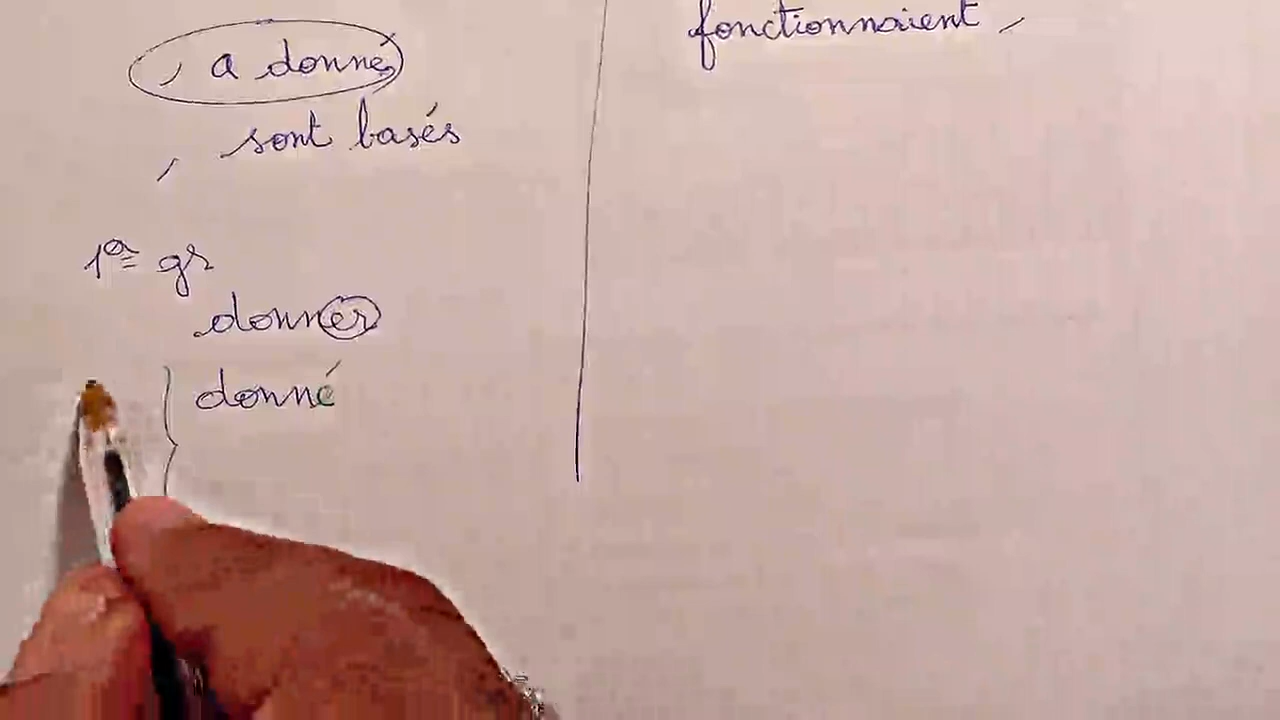 , a donné
, sont basés
1er gr
donner
donné
fonctionnaient,